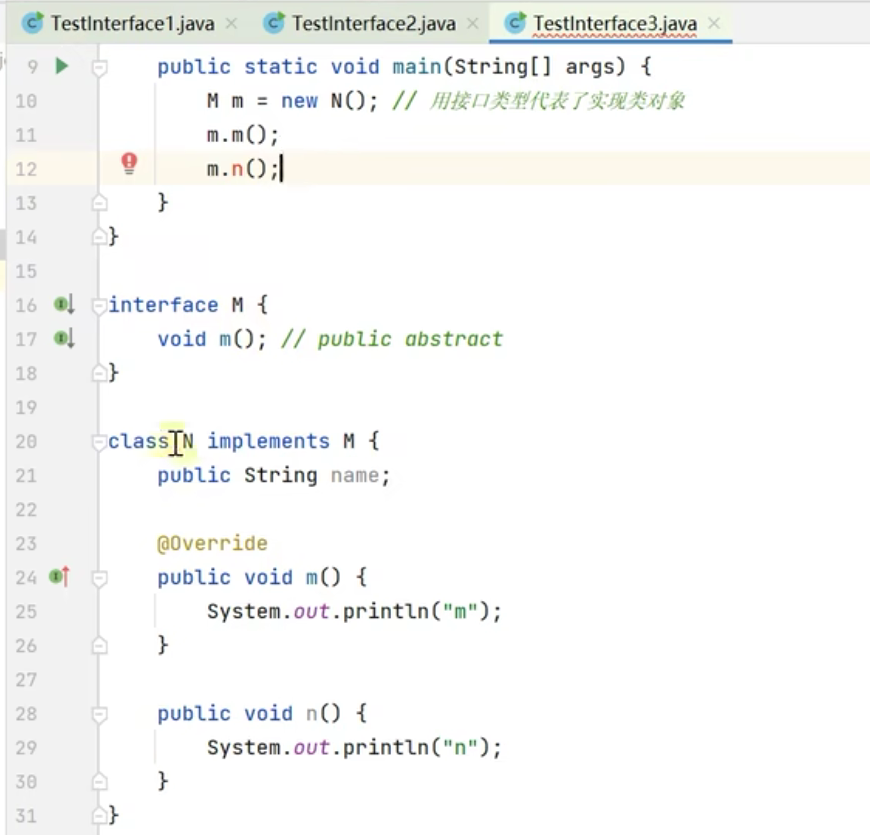 TestInterface1.java TestInterface2.java TestInterface3.java
9 public static void main(String[] args) {
10 M m = new N(); // 用接口类型代表了实现类对象
11 m.m();
12 m.n();
13 }
14 }
15
16 interface M {
17 void m(); // public abstract
18 }
19
20 class N implements M {
21 public String name;
22
23 @Override
24 public void m() {
25 System.out.println("m");
26 }
27
28 public void n() {
29 System.out.println("n");
30 }
31 }